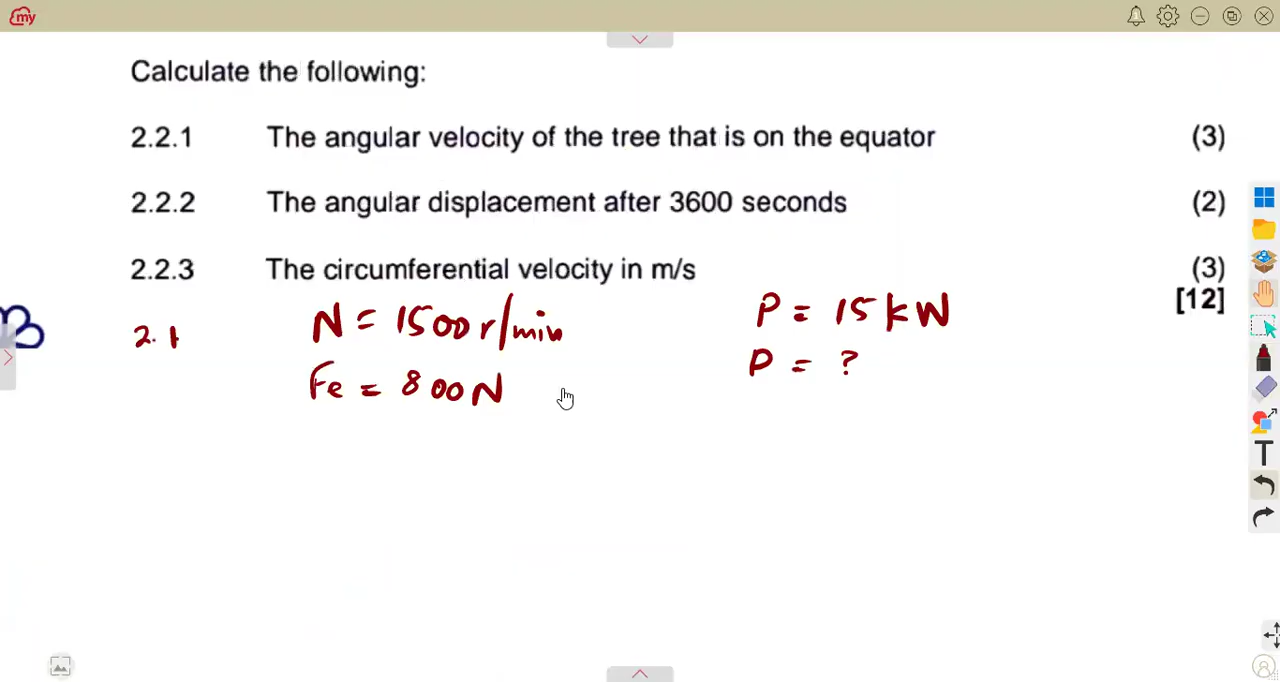 my
Calculate the following:
2.2.1 The angular velocity of the tree that is on the equator (3)
2.2.2 The angular displacement after 3600 seconds (2)
2.2.3 The circumferential velocity in m/s (3)
[12]
2.1 N = 1500 r/min P = 15 kW
Fe = 800N D = ?
T